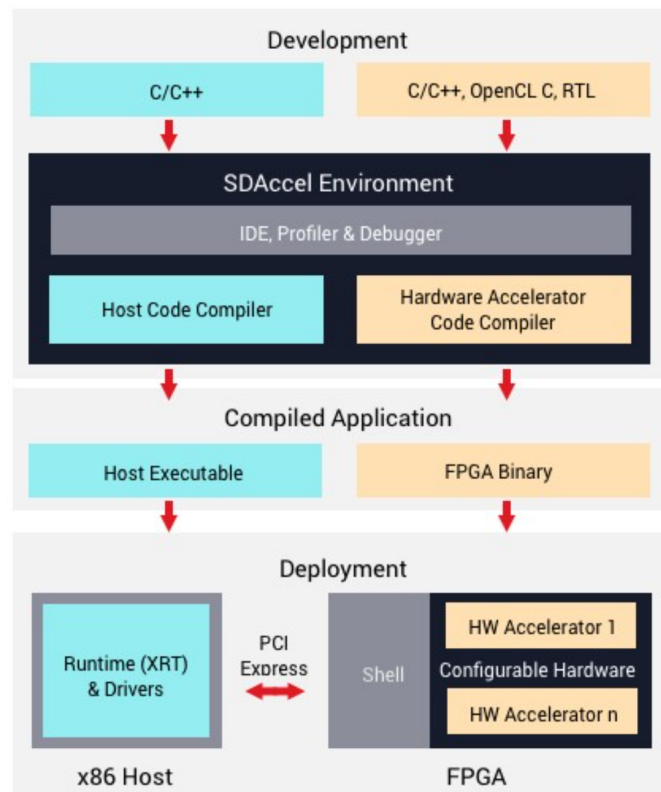 Development
C/C++
C/C++, OpenCL C, RTL
SDAccel Environment
IDE, Profiler & Debugger
Host Code Compiler
Hardware Accelerator
Code Compiler
Compiled Application
Host Executable
FPGA Binary
Deployment
Runtime (XRT)
& Drivers
PCI
Express
Shell
HW Accelerator 1
Configurable Hardware
HW Accelerator n
x86 Host
FPGA